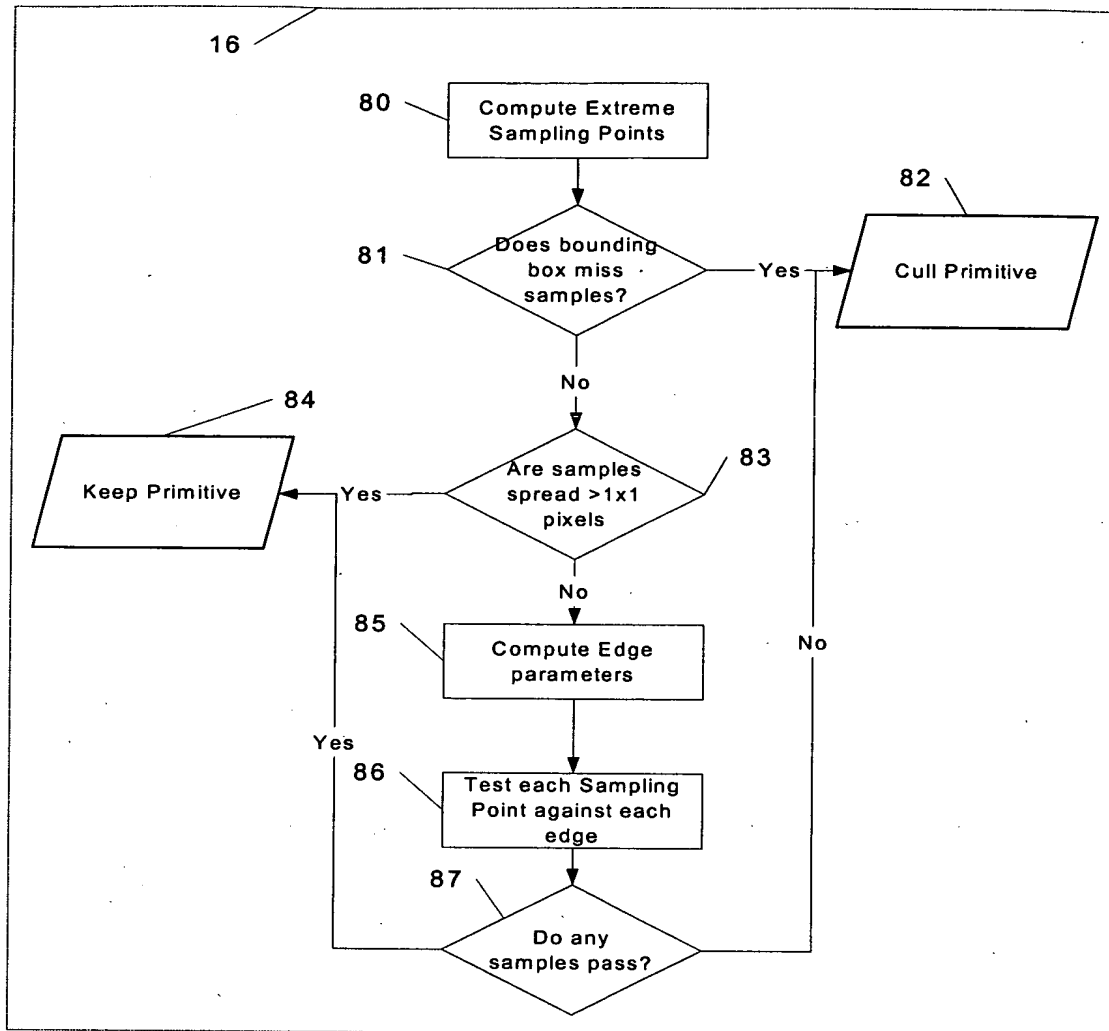 16
80
Compute Extreme
Sampling Points
82
81
Does bounding
box miss
samples?
Yes
Cull Primitive
No
84
83
Are samples
spread >1x1
pixels
Yes
Keep Primitive
No
85
Compute Edge
parameters
No
Yes
86
Test each Sampling
Point against each
edge
87
Do any
samples pass?